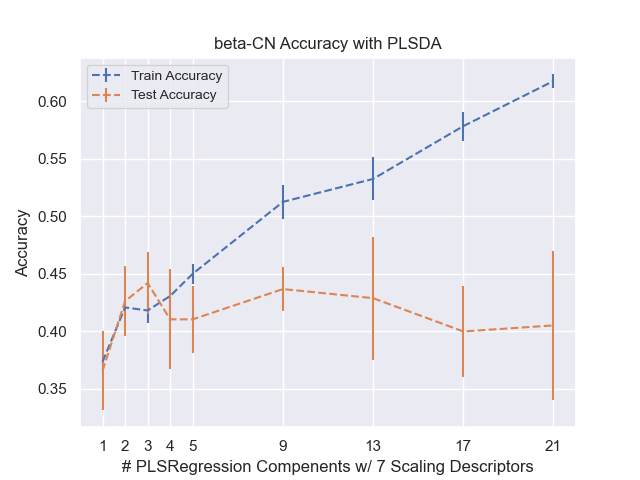 beta-CN Accuracy with PLSDA
Train Accuracy
Test Accuracy
Accuracy
0.60
0.55
0.50
0.45
0.40
0.35
1 2 3 4 5 9 13 17 21
# PLSRegression Compenents w/ 7 Scaling Descriptors